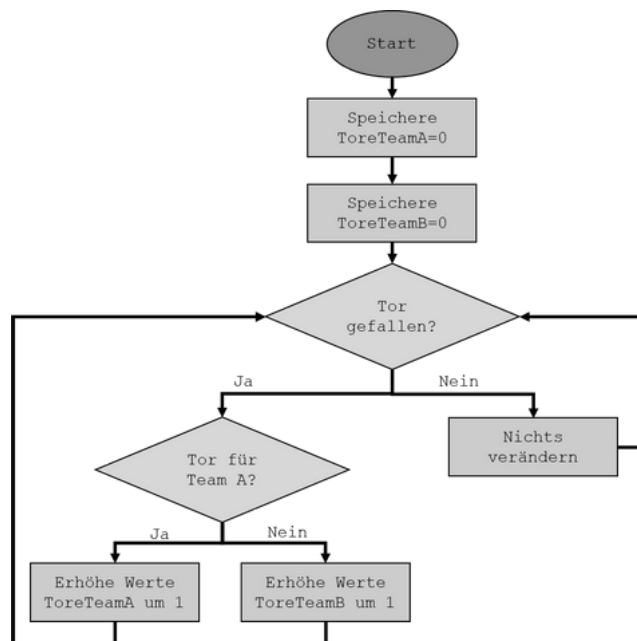 Start
Speichere
ToreTeamA=0
Speichere
ToreTeamB=0
Tor
gefallen?
Ja
Nein
Tor für
Team A?
Nichts
verändern
Ja
Nein
Erhöhe Werte
ToreTeamA um 1
Erhöhe Werte
ToreTeamB um 1